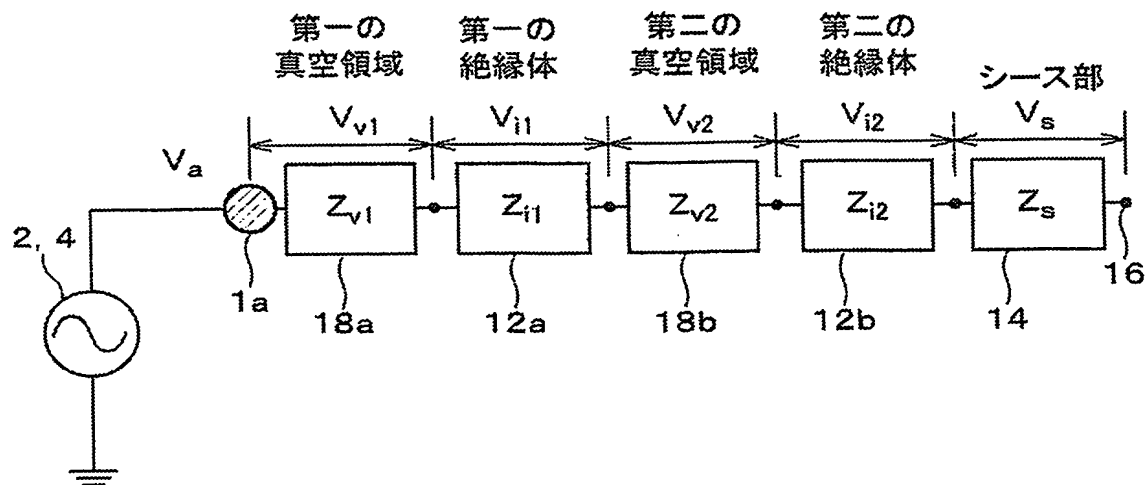 第一の
真空領域
第一の
絶縁体
第二の
真空領域
第二の
絶縁体
シース部
Vv1
Vi1
Vv2
Vi2
Vs
Va
Zv1
Zi1
Zv2
Zi2
Zs
2, 4
1a
18a
12a
18b
12b
14
16